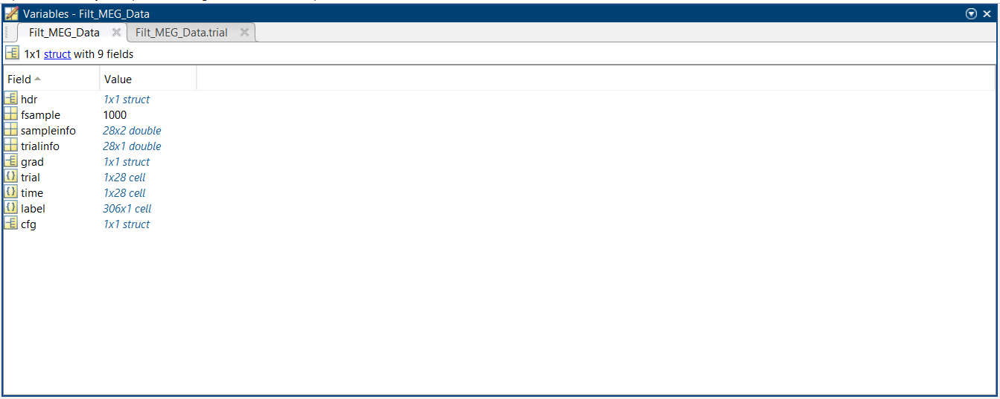 Variables - Filt_MEG_Data
Filt_MEG_Data Filt_MEG_Data.trial
1x1 struct with 9 fields
Field Value
hdr 1x1 struct
fsample 1000
sampleinfo 28x2 double
trialinfo 28x1 double
grad 1x1 struct
trial 1x28 cell
time 1x28 cell
label 306x1 cell
cfg 1x1 struct